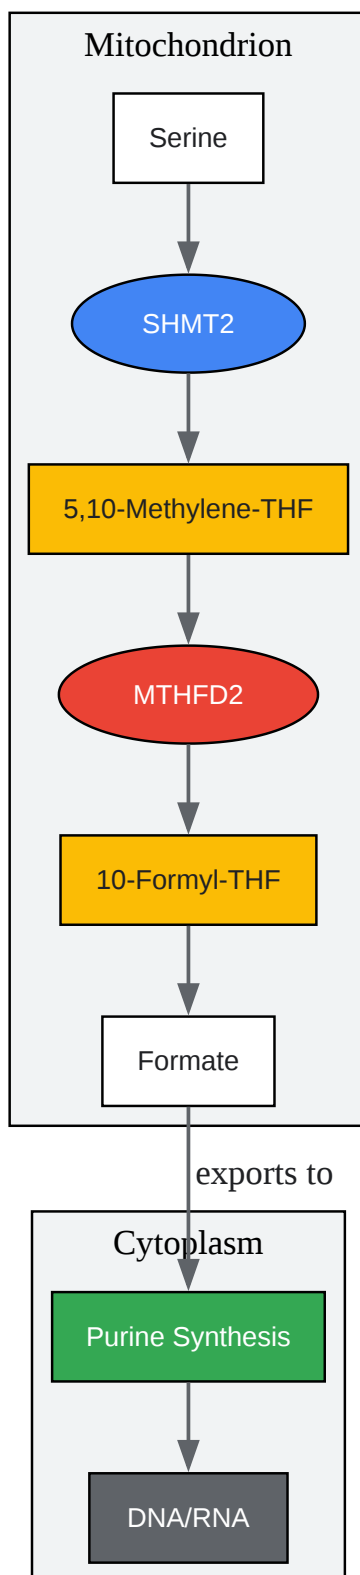 Mitochondrion
Serine
SHMT2
5,10-Methylene-THF
MTHFD2
10-Formyl-THF
Formate
exports to
Cytoplasm
Purine Synthesis
DNA/RNA